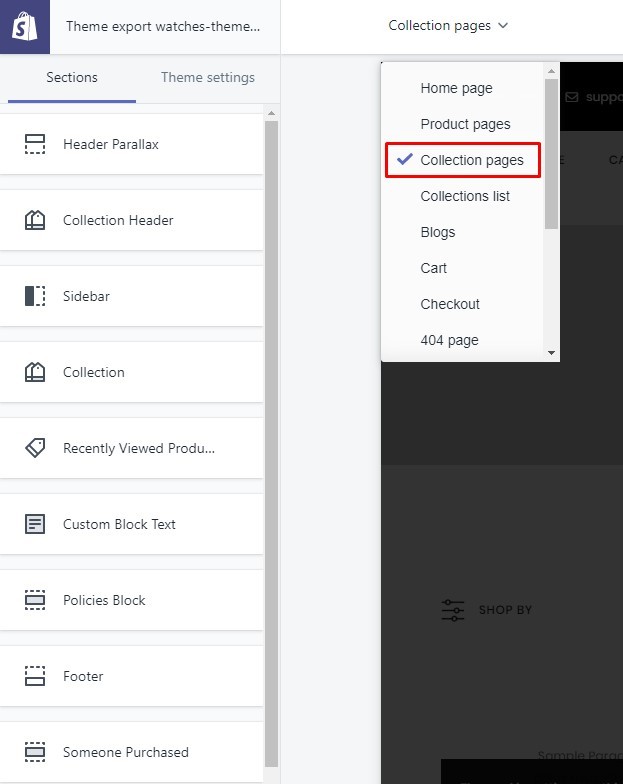 Theme export watches-theme...
Collection pages
Sections
Theme settings
Header Parallax
Collection Header
Sidebar
Collection
Recently Viewed Produ...
Custom Block Text
Policies Block
Footer
Someone Purchased
Home page
Product pages
Collection pages
Collections list
Blogs
Cart
Checkout
404 page
suppo
E
CA
SHOP BY
Sample Para